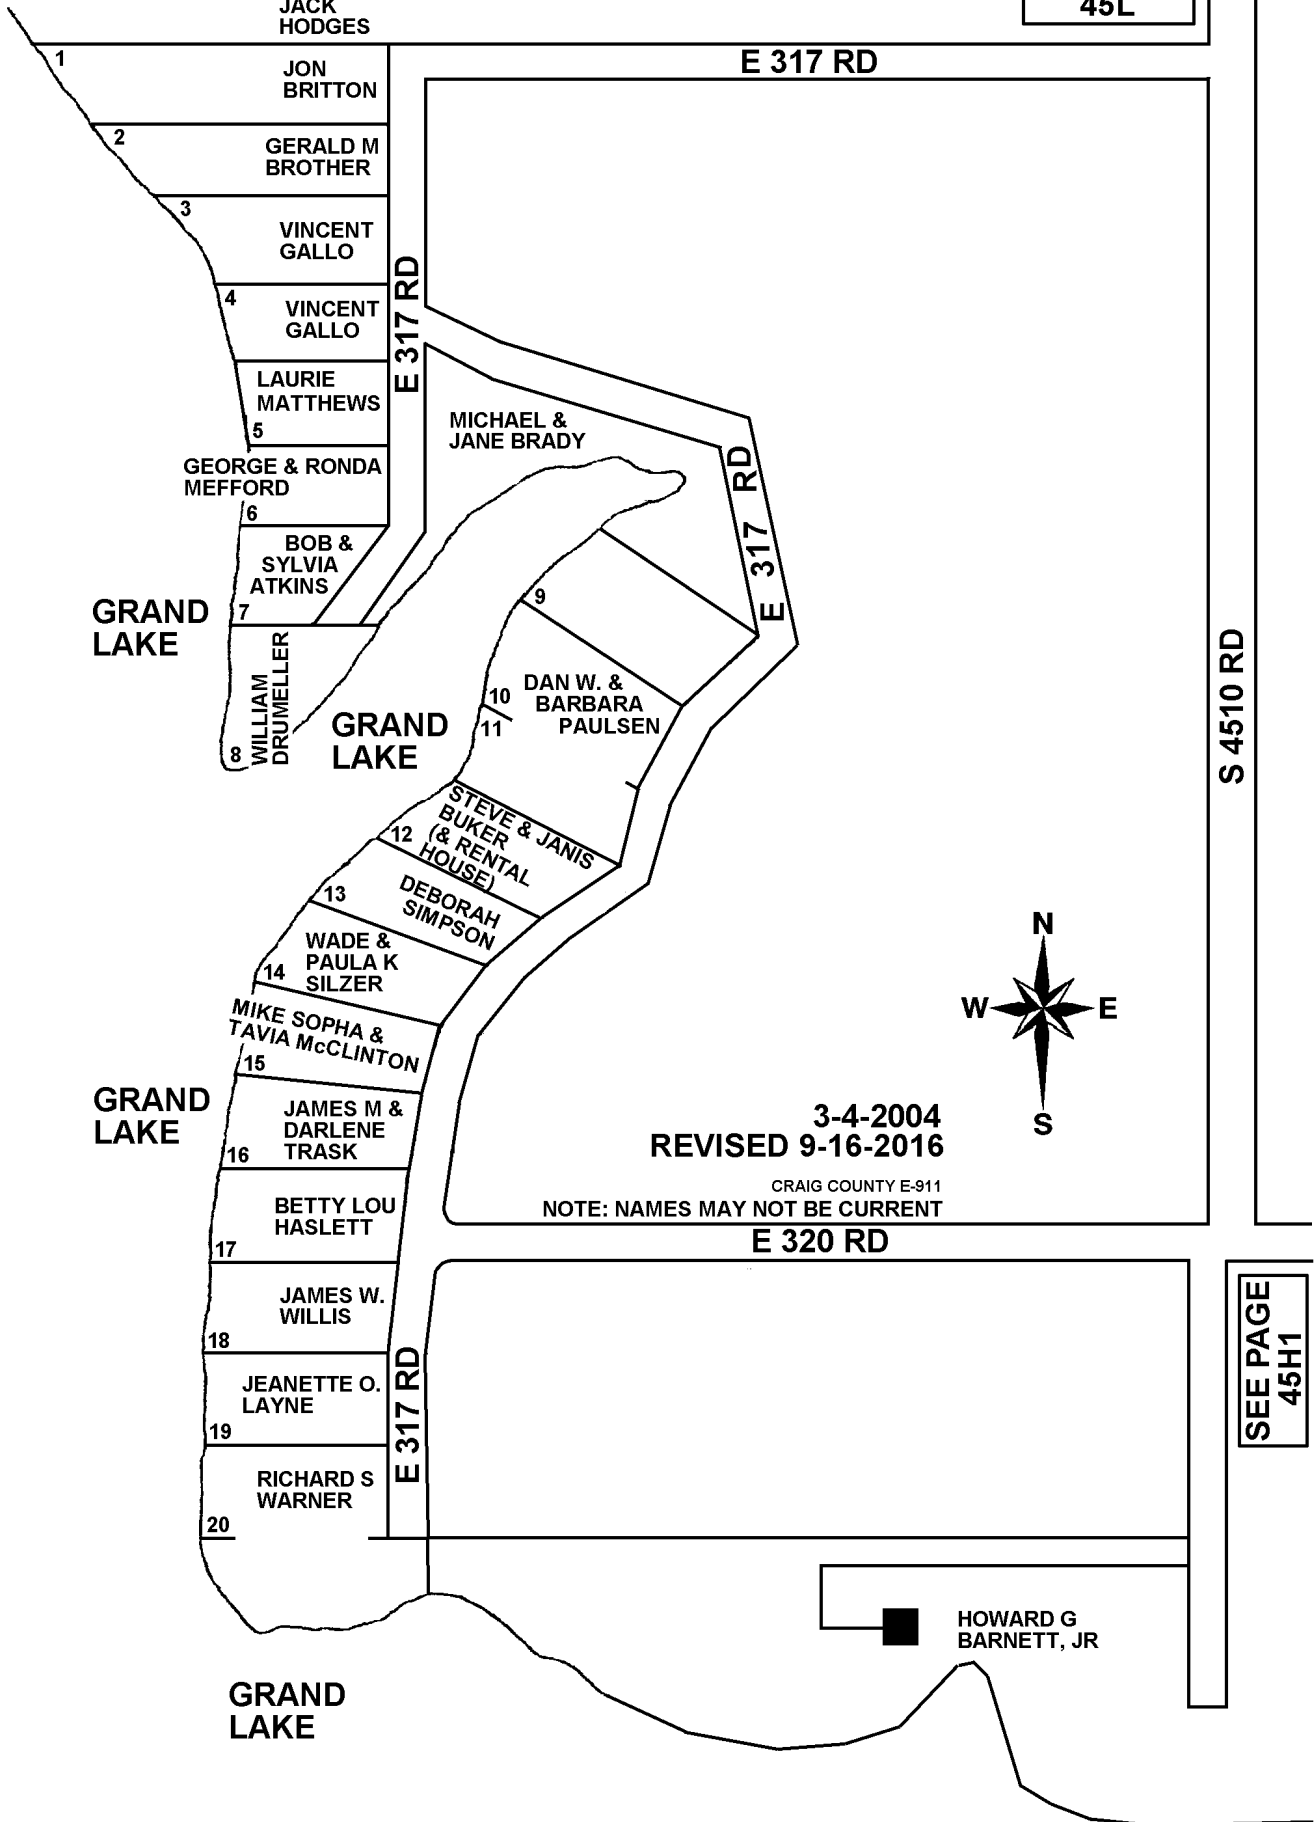 JACK
HODGES
45L
E 317 RD
1
JON
BRITTON
2
GERALD M
BROTHER
3
VINCENT
GALLO
4
VINCENT
GALLO
E 317 RD
LAURIE
MATTHEWS
5
MICHAEL &
JANE BRADY
GEORGE & RONDA
MEFFORD
6
E 317 RD
BOB &
SYLVIA
ATKINS
7
GRAND
LAKE
9
WILLIAM
DRUMELLER
8
GRAND
LAKE
10
11
DAN W. &
BARBARA
PAULSEN
S 4510 RD
STEVE & JANIS
BUKER
(& RENTAL
HOUSE)
12
13
DEBORAH
SIMPSON
WADE &
PAULA K
SILZER
14
N
W
E
S
MIKE SOPHA &
TAVIA McCLINTON
15
GRAND
LAKE
JAMES M &
DARLENE
TRASK
16
3-4-2004
REVISED 9-16-2016
CRAIG COUNTY E-911
NOTE: NAMES MAY NOT BE CURRENT
BETTY LOU
HASLETT
17
E 320 RD
JAMES W.
WILLIS
18
SEE PAGE
45H1
JEANETTE O.
LAYNE
19
E 317 RD
RICHARD S
WARNER
20
HOWARD G
BARNETT, JR
GRAND
LAKE